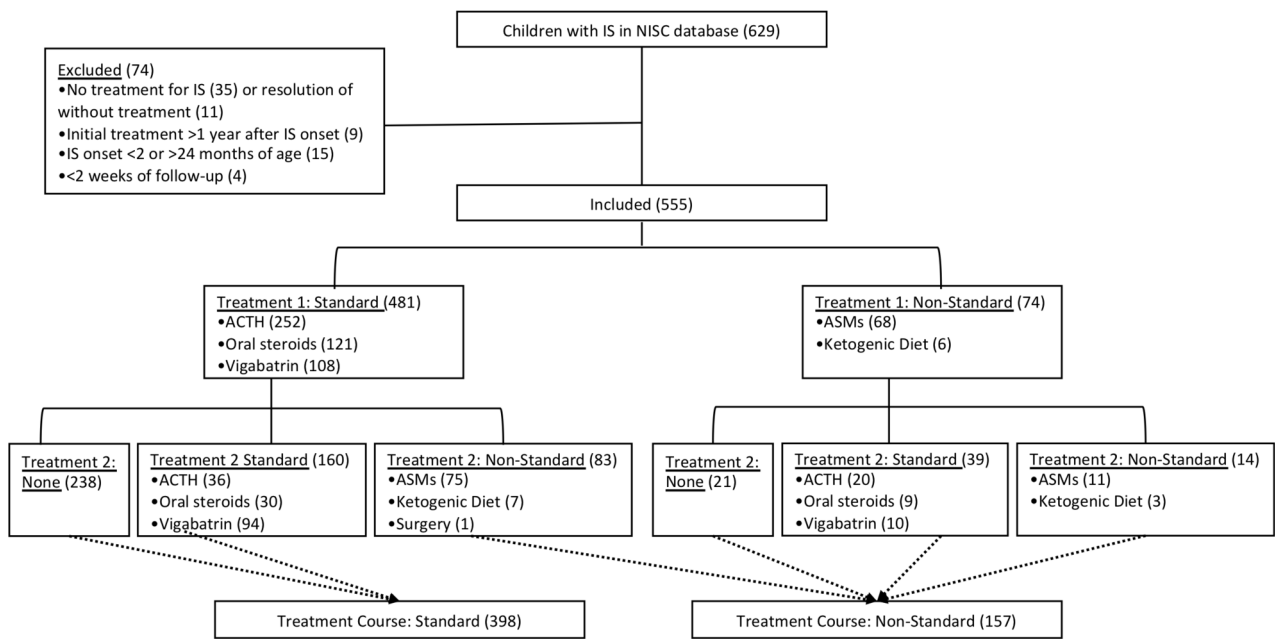 Children with IS in NISC database (629)
Excluded (74)
•No treatment for IS (35) or resolution of
without treatment (11)
•Initial treatment >1 year after IS onset (9)
•IS onset <2 or >24 months of age (15)
•<2 weeks of follow-up (4)
Included (555)
Treatment 1: Standard (481)
•ACTH (252)
•Oral steroids (121)
•Vigabatrin (108)
Treatment 1: Non-Standard (74)
•ASMs (68)
•Ketogenic Diet (6)
Treatment 2:
None (238)
Treatment 2 Standard (160)
•ACTH (36)
•Oral steroids (30)
•Vigabatrin (94)
Treatment 2: Non-Standard (83)
•ASMs (75)
•Ketogenic Diet (7)
•Surgery (1)
Treatment 2:
None (21)
Treatment 2: Standard (39)
•ACTH (20)
•Oral steroids (9)
•Vigabatrin (10)
Treatment 2: Non-Standard (14)
•ASMs (11)
•Ketogenic Diet (3)
Treatment Course: Standard (398)
Treatment Course: Non-Standard (157)